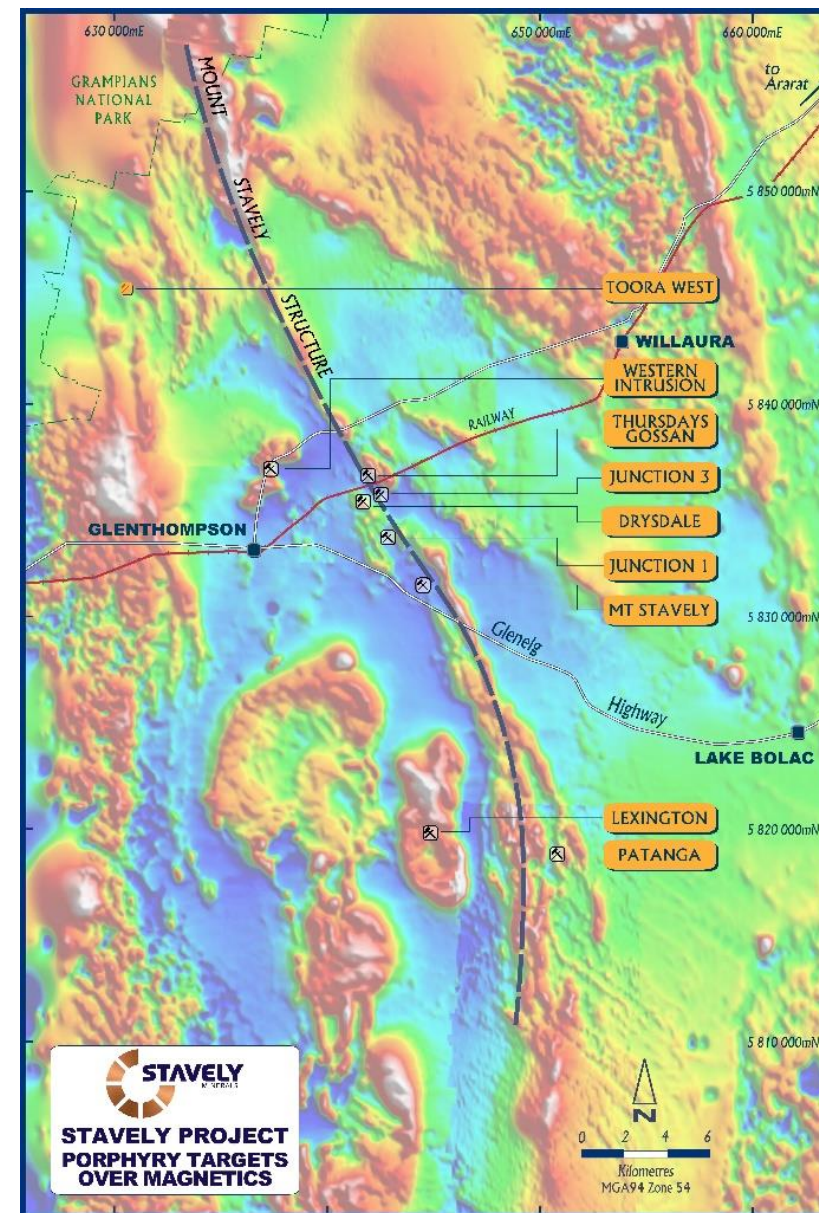 630 000mE
650 000mE
660 000mE
to
Ararat
GRAMPIANS
NATIONAL
PARK
MOUNT
STAVELY
STRUCTURE
5 850 000mN
TOORA WEST
WILLAURA
WESTERN
INTRUSION
5 840 000mN
RAILWAY
THURSDAYS
GOSSAN
JUNCTION 3
GLENTHOMPSON
DRYSDALE
JUNCTION 1
MT STAVELY
5 830 000mN
Glenelg
Highway
LAKE BOLAC
LEXINGTON
5 820 000mN
PATANGA
5 810 000mN
STAVELY
MINERALS
STAVELY PROJECT
PORPHYRY TARGETS
OVER MAGNETICS
N
0 2 4 6
Kilometres
MGA94 Zone 54